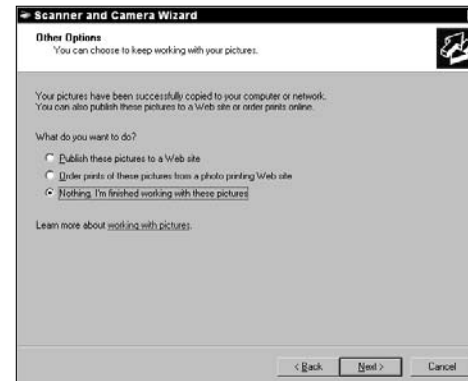 Scanner and Camera Wizard
Other Options
You can choose to keep working with your pictures.
Your pictures have been successfully copied to your computer or network.
You can also publish these pictures to a Web site or order prints online.
What do you want to do?
Publish these pictures to a Web site
Order prints of these pictures from a photo printing Web site
Nothing. I'm finished working with these pictures
Learn more about working with pictures.
< Back Next > Cancel